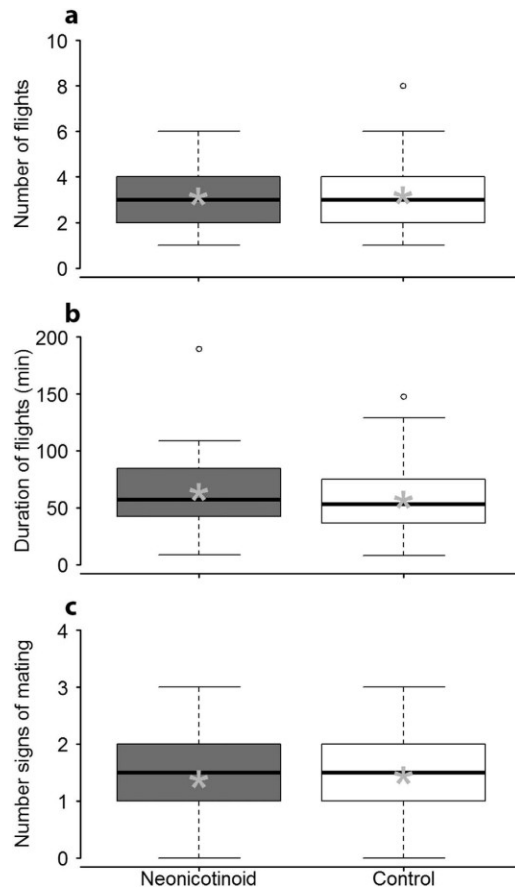 a
Number of flights
10
8
6
4
2
0
b
Duration of flights (min)
200
150
100
50
0
c
Number signs of mating
4
3
2
1
0
Neonicotinoid Control